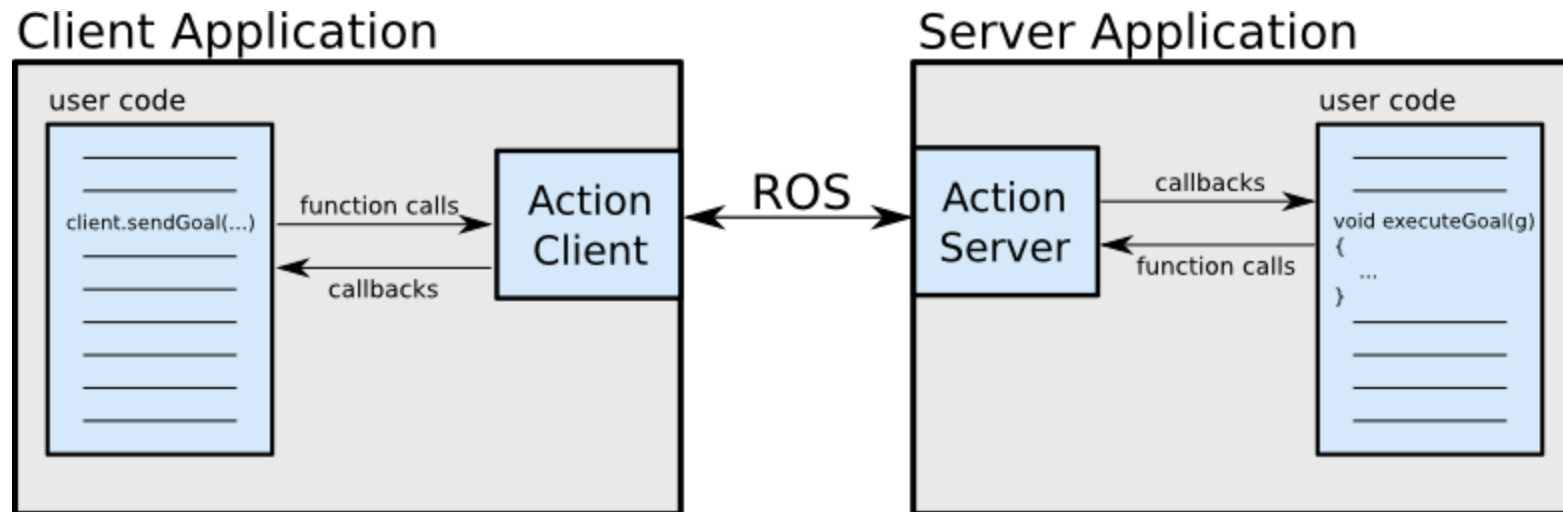 Client Application
user code
client.sendGoal(...)
function calls
callbacks
Action
Client
ROS
Server Application
Action
Server
callbacks
function calls
user code
void executeGoal(g)
{
...
}